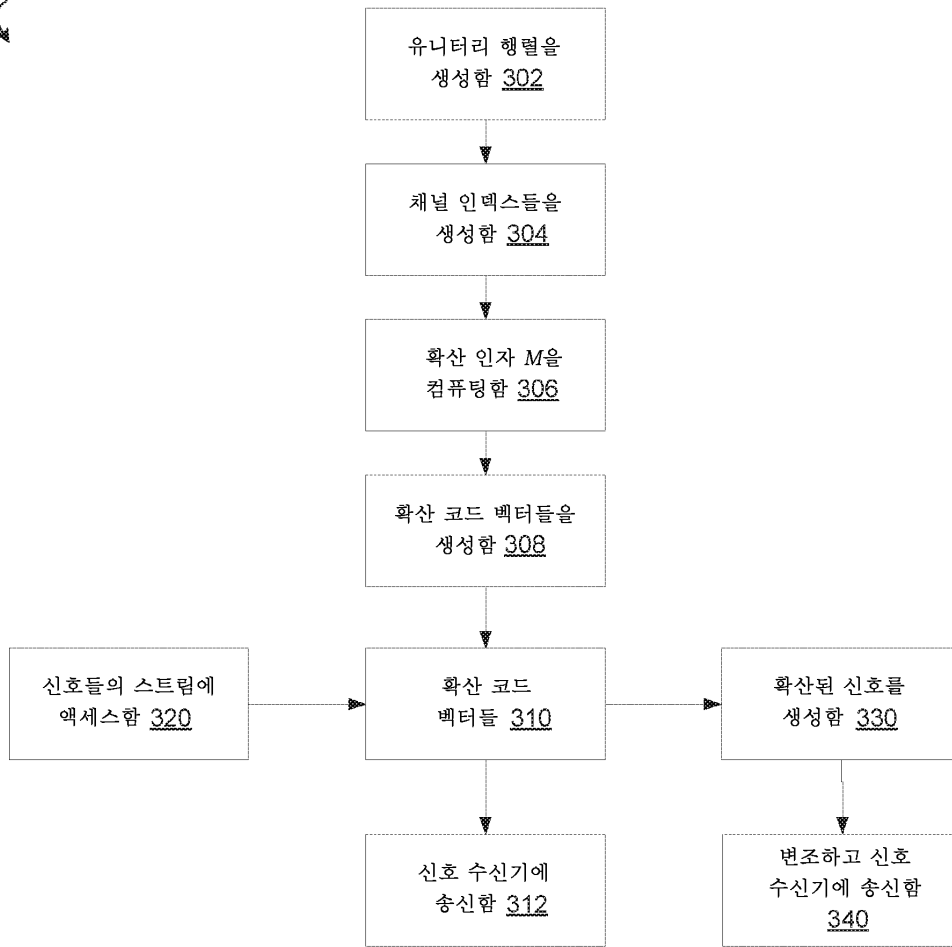 유니터리 행렬을
생성함 302
채널 인덱스들을
생성함 304
확산 인자 M을
컴퓨팅함 306
확산 코드 벡터들을
생성함 308
신호들의 스트림에
액세스함 320
확산 코드
벡터들 310
확산된 신호를
생성함 330
신호 수신기에
송신함 312
변조하고 신호
수신기에 송신함
340